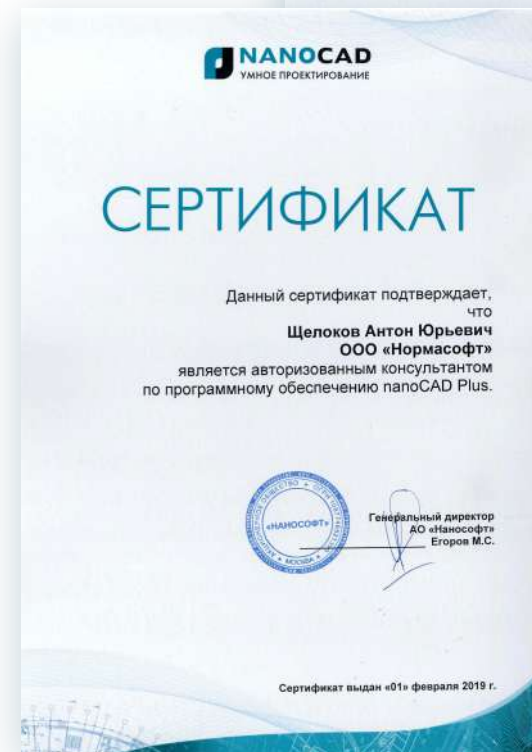 NANOCAD
УМНОЕ ПРОЕКТИРОВАНИЕ
СЕРТИФИКАТ
Данный сертификат подтверждает,
что
Щелоков Антон Юрьевич
ООО «Нормасофт»
является авторизованным консультантом
по программному обеспечению nanoCAD Plus.
«НАНОСОФТ»
МОСКВА
Генеральный директор
АО «Нанософт»
Егоров М.С.
Сертификат выдан «01» февраля 2019 г.